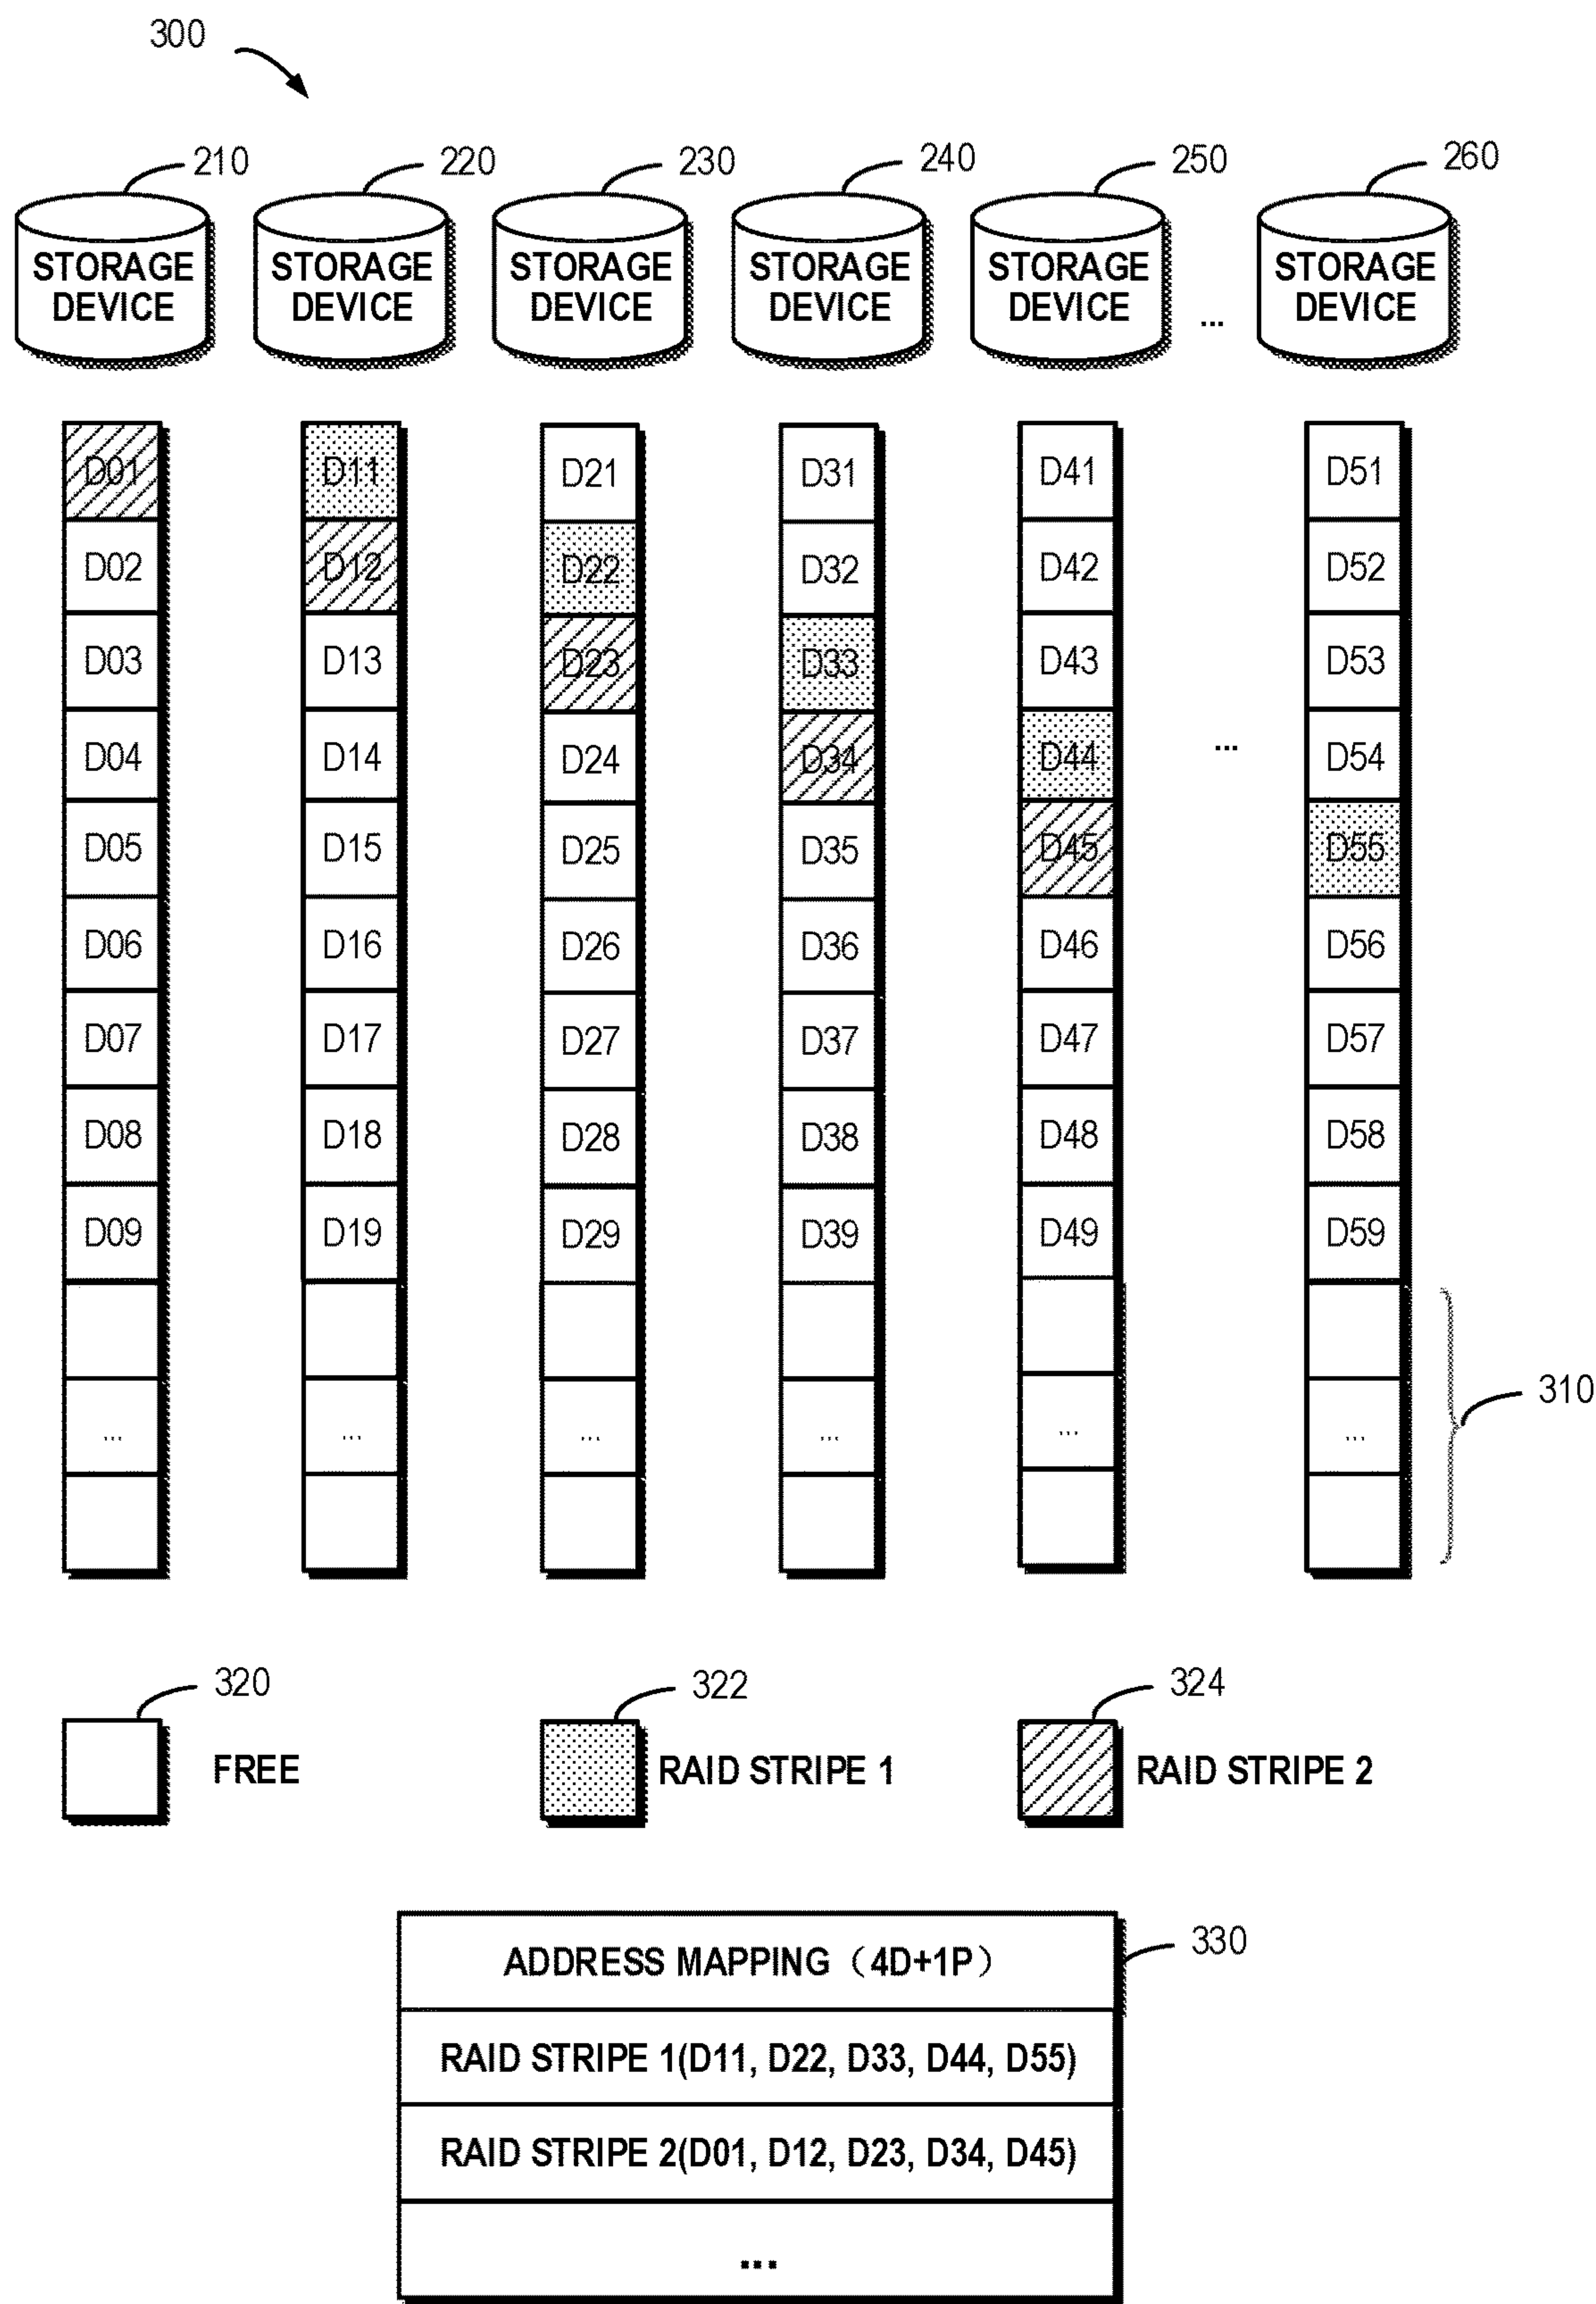 300
210 220 230 240 250 260
STORAGE STORAGE STORAGE STORAGE STORAGE STORAGE
DEVICE DEVICE DEVICE DEVICE DEVICE ... DEVICE
D01 D11 D21 D31 D41 D51
D02 D12 D22 D32 D42 D52
D03 D13 D23 D33 D43 D53
D04 D14 D24 D34 D44 ... D54
D05 D15 D25 D35 D45 D55
D06 D16 D26 D36 D46 D56
D07 D17 D27 D37 D47 D57
D08 D18 D28 D38 D48 D58
D09 D19 D29 D39 D49 D59
... ... ... ... ... ...
310
320 322 324
FREE RAID STRIPE 1 RAID STRIPE 2
330
ADDRESS MAPPING（4D+1P）
RAID STRIPE 1(D11, D22, D33, D44, D55)
RAID STRIPE 2(D01, D12, D23, D34, D45)
...